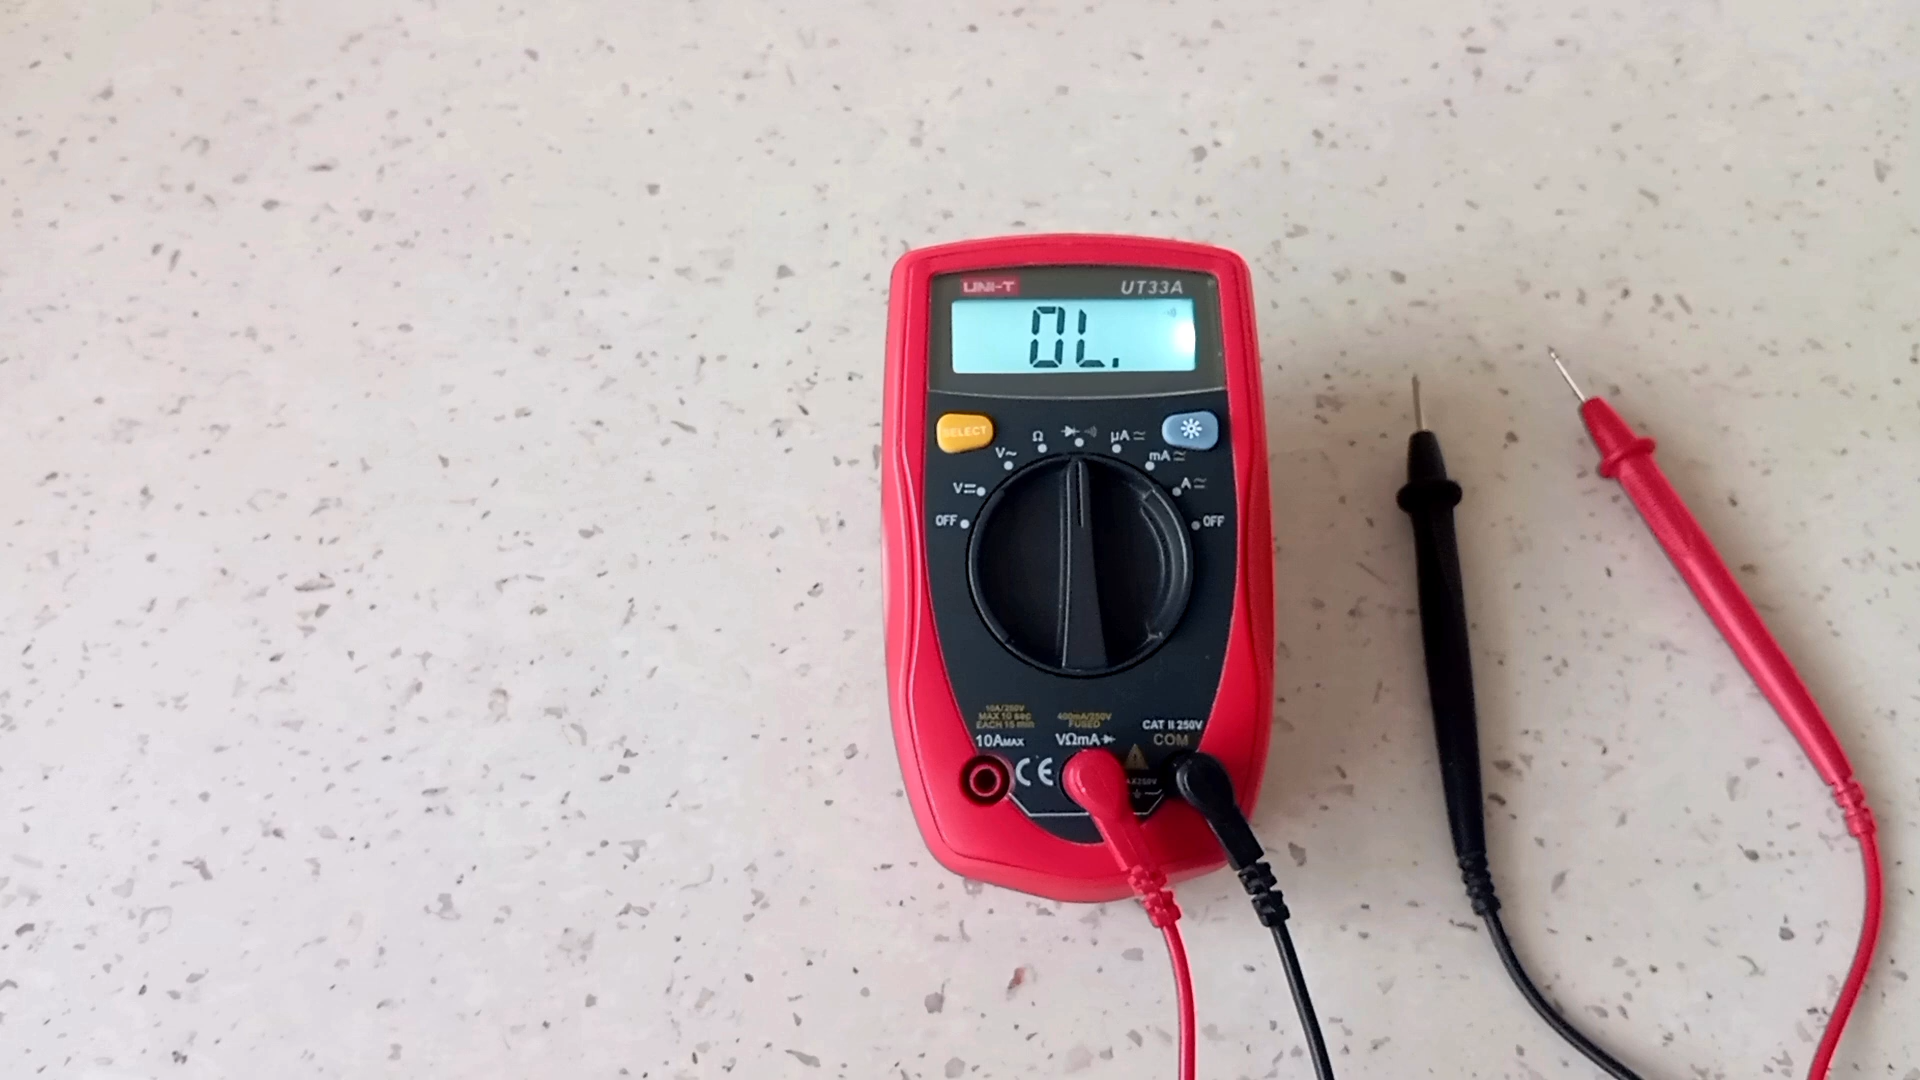 UNI-T UT33A
0L.
SELECT
Ω
µA
V~
mA
V
A
OFF
OFF
10A/250V
MAX 10 sec
EACH 15 min
400mA/250V
FUSED
CAT II 250V
10AMAX
VΩmA
COM
CE